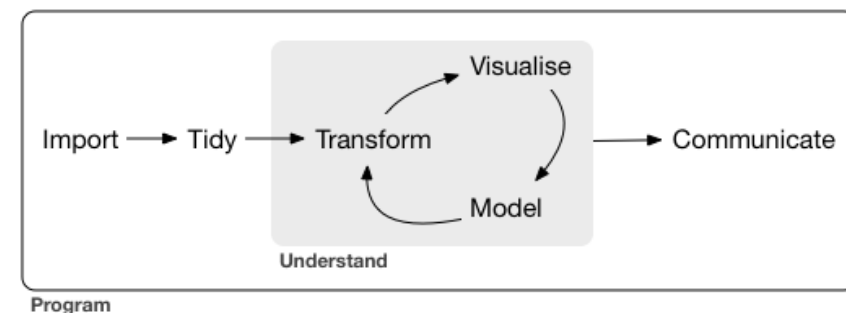 Visualise
Import
Tidy
Transform
Communicate
Model
Understand
Program